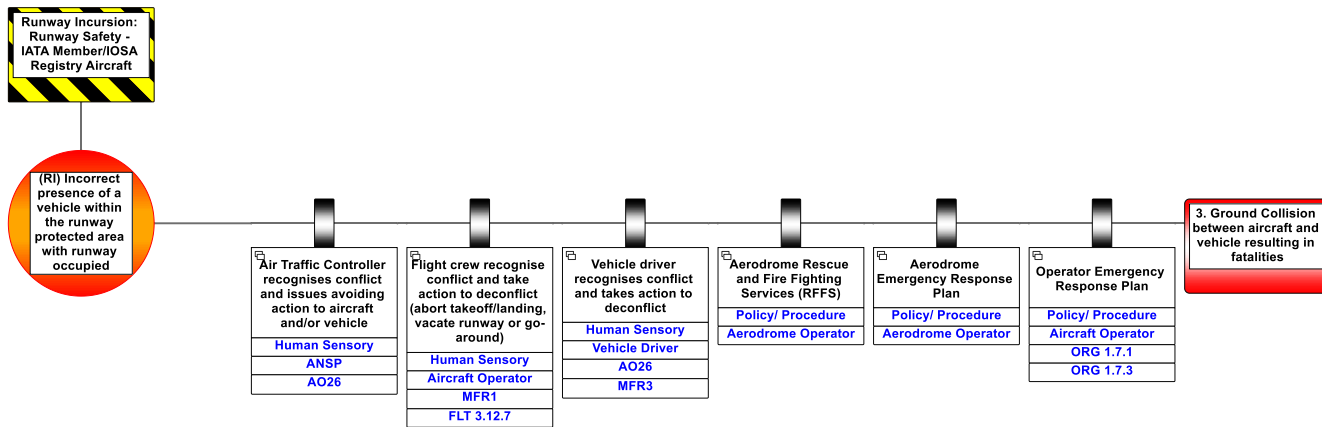 Runway Incursion:
Runway Safety -
IATA Member/IOSA
Registry Aircraft
(RI) Incorrect
presence of a
vehicle within
the runway
protected area
with runway
occupied
Air Traffic Controller
recognises conflict
and issues avoiding
action to aircraft
and/or vehicle
Human Sensory
ANSP
AO26
Flight crew recognise
conflict and take
action to deconflict
(abort takeoff/landing,
vacate runway or go-
around)
Human Sensory
Aircraft Operator
MFR1
FLT 3.12.7
Vehicle driver
recognises conflict
and takes action to
deconflict
Human Sensory
Vehicle Driver
AO26
MFR3
Aerodrome Rescue
and Fire Fighting
Services (RFFS)
Policy/ Procedure
Aerodrome Operator
Aerodrome
Emergency Response
Plan
Policy/ Procedure
Aerodrome Operator
Operator Emergency
Response Plan
Policy/ Procedure
Aircraft Operator
ORG 1.7.1
ORG 1.7.3
3. Ground Collision
between aircraft and
vehicle resulting in
fatalities